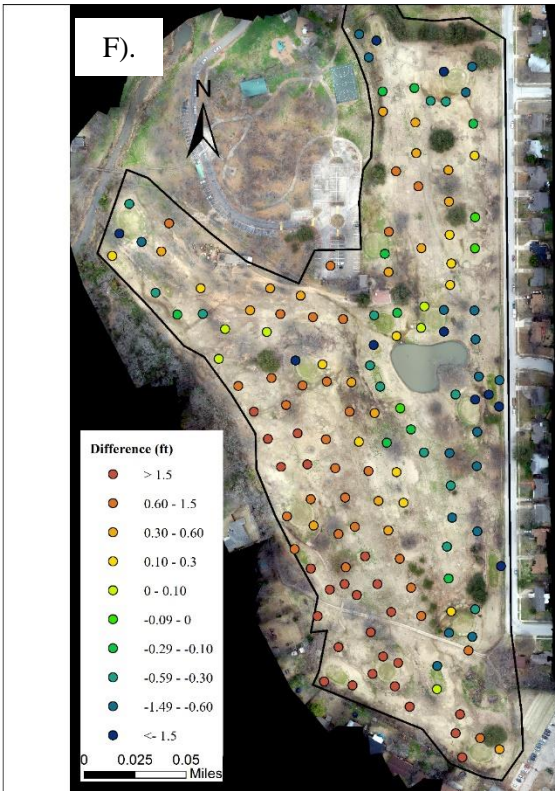 F).
N
Difference (ft)
> 1.5
0.60 - 1.5
0.30 - 0.60
0.10 - 0.3
0 - 0.10
-0.09 - 0
-0.29 - -0.10
-0.59 - -0.30
-1.49 - -0.60
<- 1.5
0 0.025 0.05
Miles